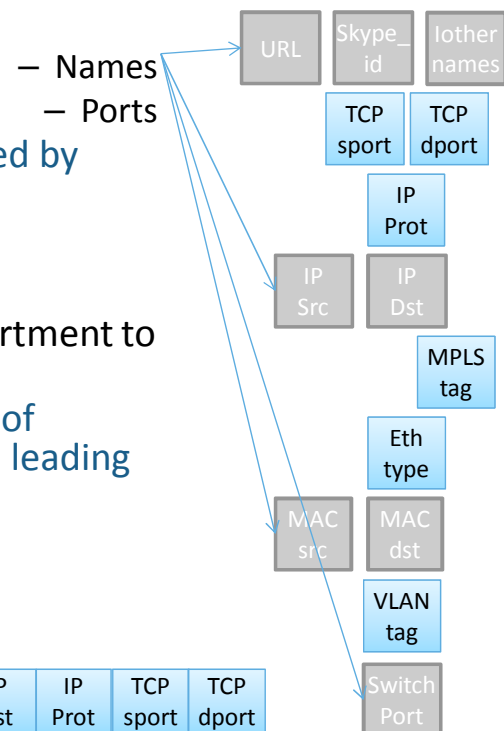 – Names
– Ports
ed by
rtment to
of
leading
URL
Skype_
id
Iother
names
TCP
sport
TCP
dport
IP
Prot
IP
Src
IP
Dst
MPLS
tag
Eth
type
MAC
src
MAC
dst
VLAN
tag
Switch
Port
P
st
IP
Prot
TCP
sport
TCP
dport